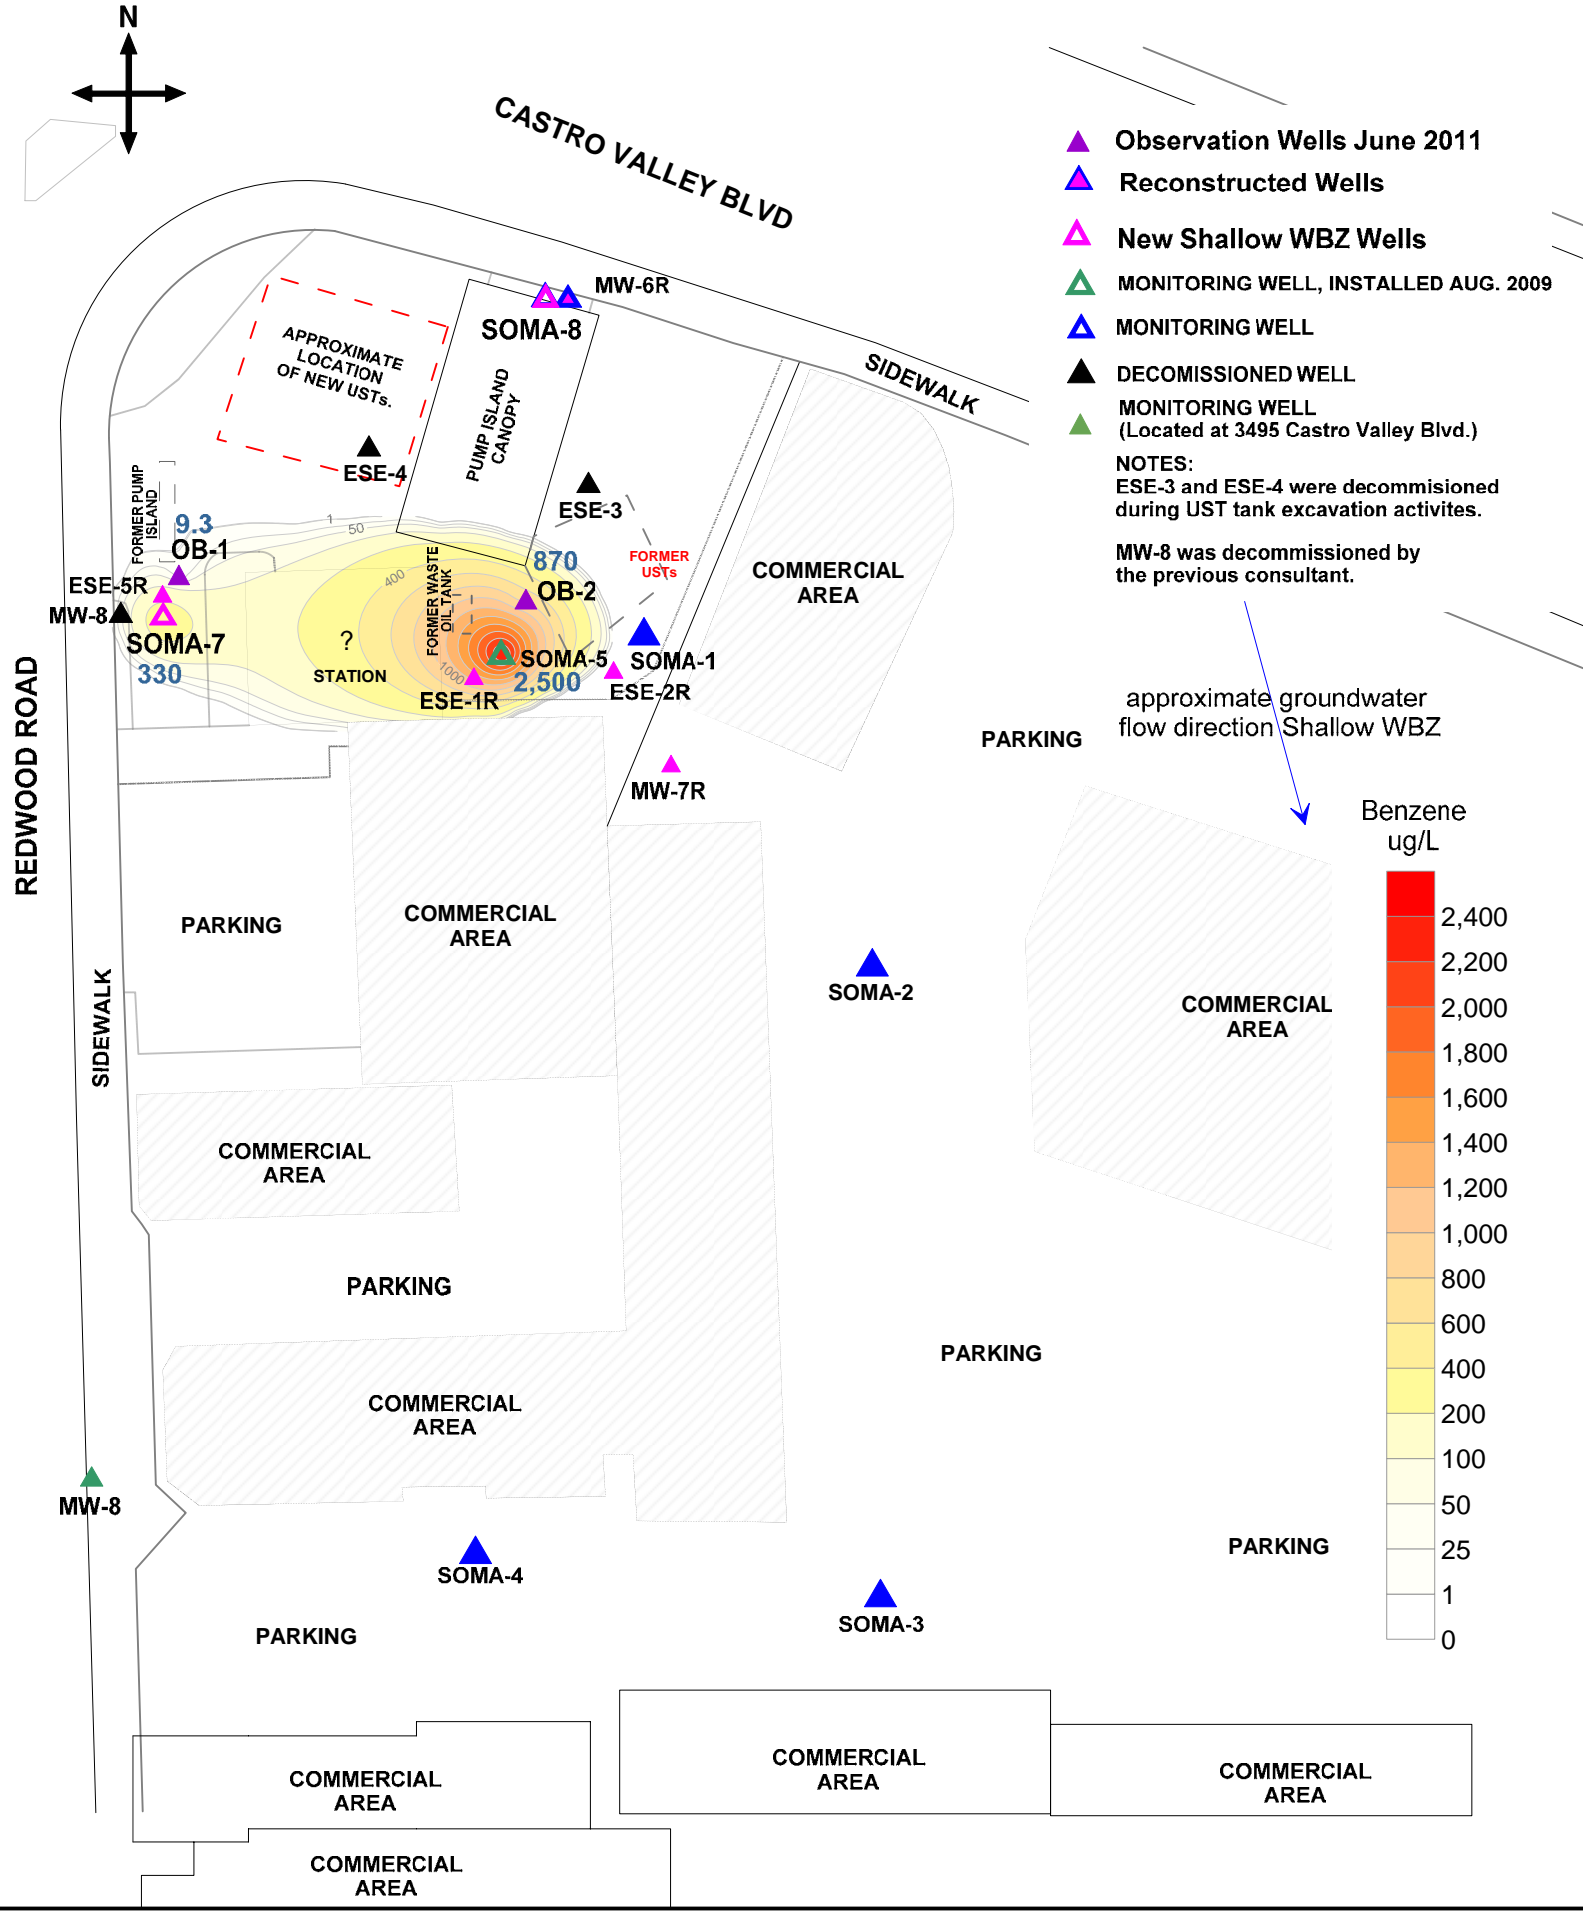 N
CASTRO VALLEY BLVD
Observation Wells June 2011
Reconstructed Wells
New Shallow WBZ Wells
MONITORING WELL, INSTALLED AUG. 2009
MONITORING WELL
DECOMISSIONED WELL
MONITORING WELL
(Located at 3495 Castro Valley Blvd.)
NOTES:
ESE-3 and ESE-4 were decommisioned
during UST tank excavation activites.
MW-8 was decommissioned by
the previous consultant.
approximate groundwater
flow direction Shallow WBZ
MW-6R
SOMA-8
APPROXIMATE
LOCATION
OF NEW USTs.
PUMP ISLAND
CANOPY
SIDEWALK
ESE-4
ESE-3
FORMER PUMP
ISLAND
9.3
OB-1
1
50
400
1000
FORMER WASTE
OIL TANK
870
OB-2
FORMER
USTs
COMMERCIAL
AREA
ESE-5R
MW-8
SOMA-7
330
?
STATION
SOMA-5
2,500
ESE-1R
SOMA-1
ESE-2R
MW-7R
PARKING
REDWOOD ROAD
SIDEWALK
PARKING
COMMERCIAL
AREA
SOMA-2
COMMERCIAL
AREA
COMMERCIAL
AREA
PARKING
PARKING
COMMERCIAL
AREA
MW-8
SOMA-4
PARKING
SOMA-3
PARKING
COMMERCIAL
AREA
COMMERCIAL
AREA
COMMERCIAL
AREA
COMMERCIAL
AREA
Benzene
ug/L
2,400
2,200
2,000
1,800
1,600
1,400
1,200
1,000
800
600
400
200
100
50
25
1
0